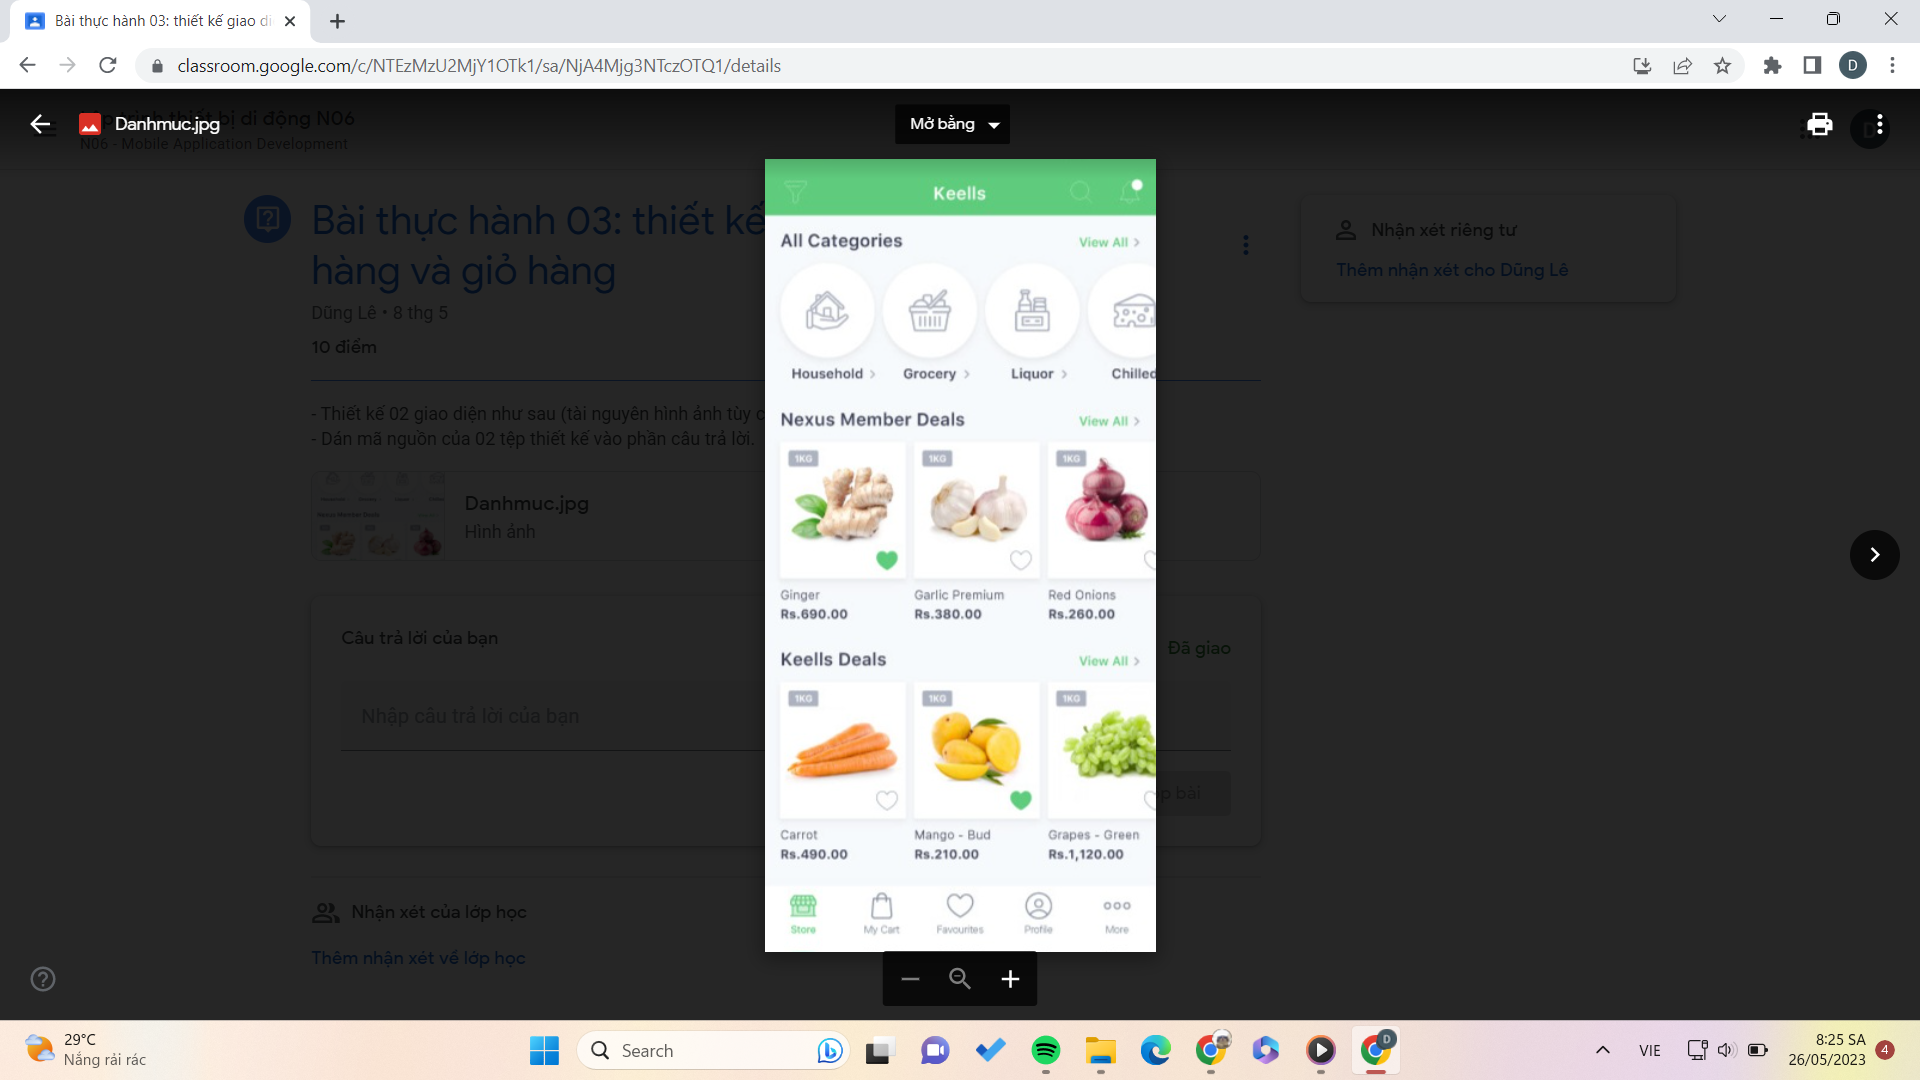 Bài thực hành 03: thiết kế giao di
classroom.google.com/c/NTEzMzU2MjY1OTk1/sa/NjA4Mjg3NTczOTQ1/details
D
Danhmuc.jpg
bị di động N06
N06 - Mobile Application Development
Mở bằng
Bài thực hành 03: thiết kế
hàng và giỏ hàng
Dũng Lê • 8 thg 5
10 điểm
- Thiết kế 02 giao diện như sau (tài nguyên hình ảnh tùy c
- Dán mã nguồn của 02 tệp thiết kế vào phần câu trả lời.
Danhmuc.jpg
Hình ảnh
Câu trả lời của bạn
Đã giao
Nhập câu trả lời của bạn
p bài
Nhận xét của lớp học
Thêm nhận xét về lớp học
Nhận xét riêng tư
Thêm nhận xét cho Dũng Lê
Keells
All Categories
View All >
Household >
Grocery >
Liquor >
Chilled
Nexus Member Deals
View All >
1KG
1KG
1KG
Ginger
Garlic Premium
Red Onions
Rs.690.00
Rs.380.00
Rs.260.00
Keells Deals
View All >
1KG
1KG
1KG
Carrot
Mango - Bud
Grapes - Green
Rs.490.00
Rs.210.00
Rs.1,120.00
Store
My Cart
Favourites
Profile
More
29°C
Nắng rải rác
Search
D
VIE
8:25 SA
26/05/2023
4